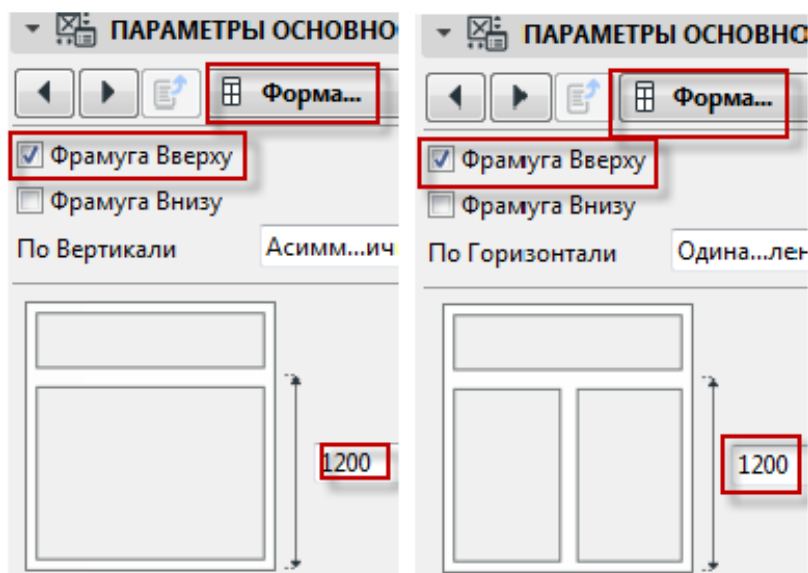 ПАРАМЕТРЫ ОСНОВНО
Форма...
Фрамуга Вверху
Фрамуга Внизу
По Вертикали Асимм...ич
1200
ПАРАМЕТРЫ ОСНОВНО
Форма...
Фрамуга Вверху
Фрамуга Внизу
По Горизонтали Одина...лен
1200